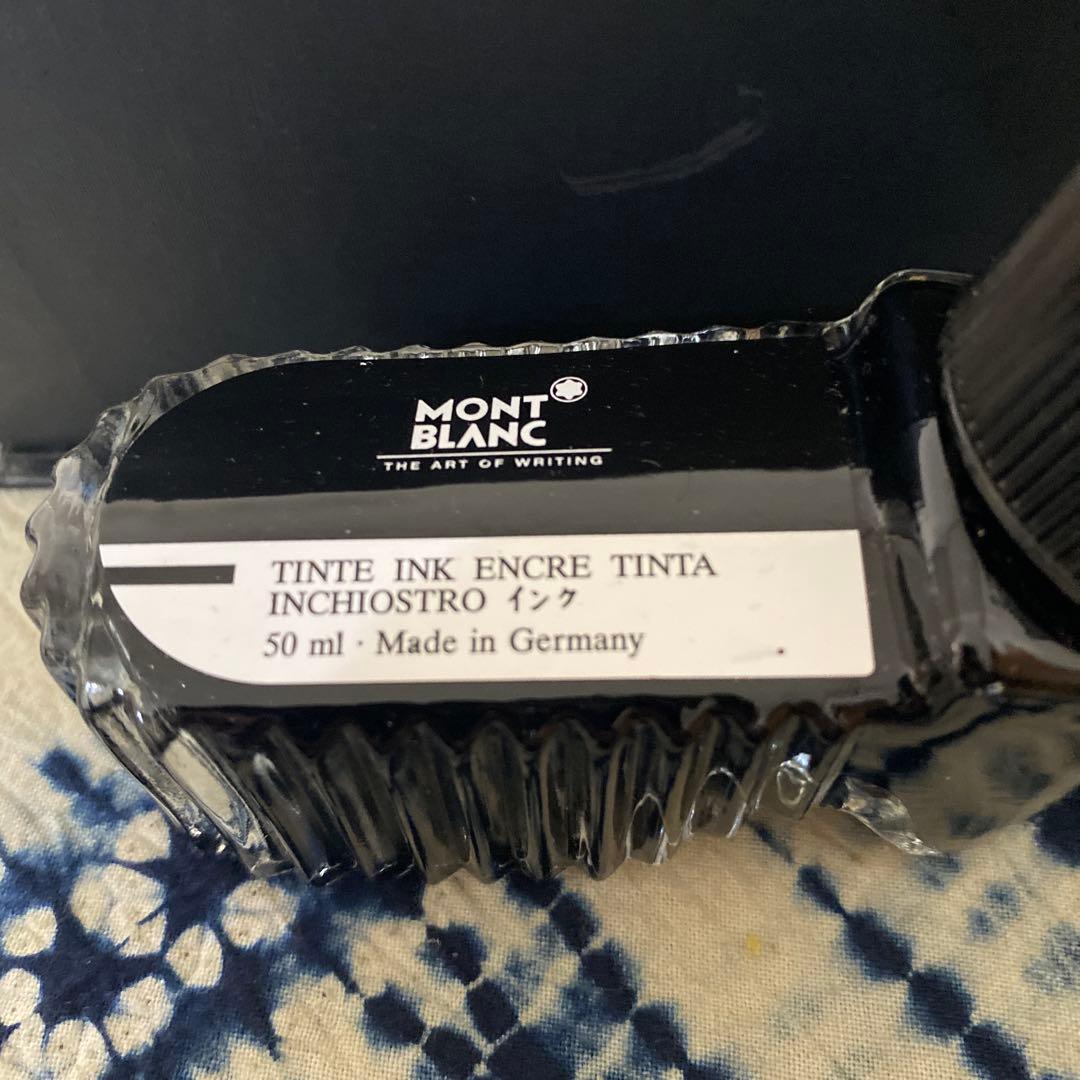 MONT
BLANC
THE ART OF WRITING
TINTE INK ENCRE TINTA
INCHIOSTRO インク
50 ml · Made in Germany